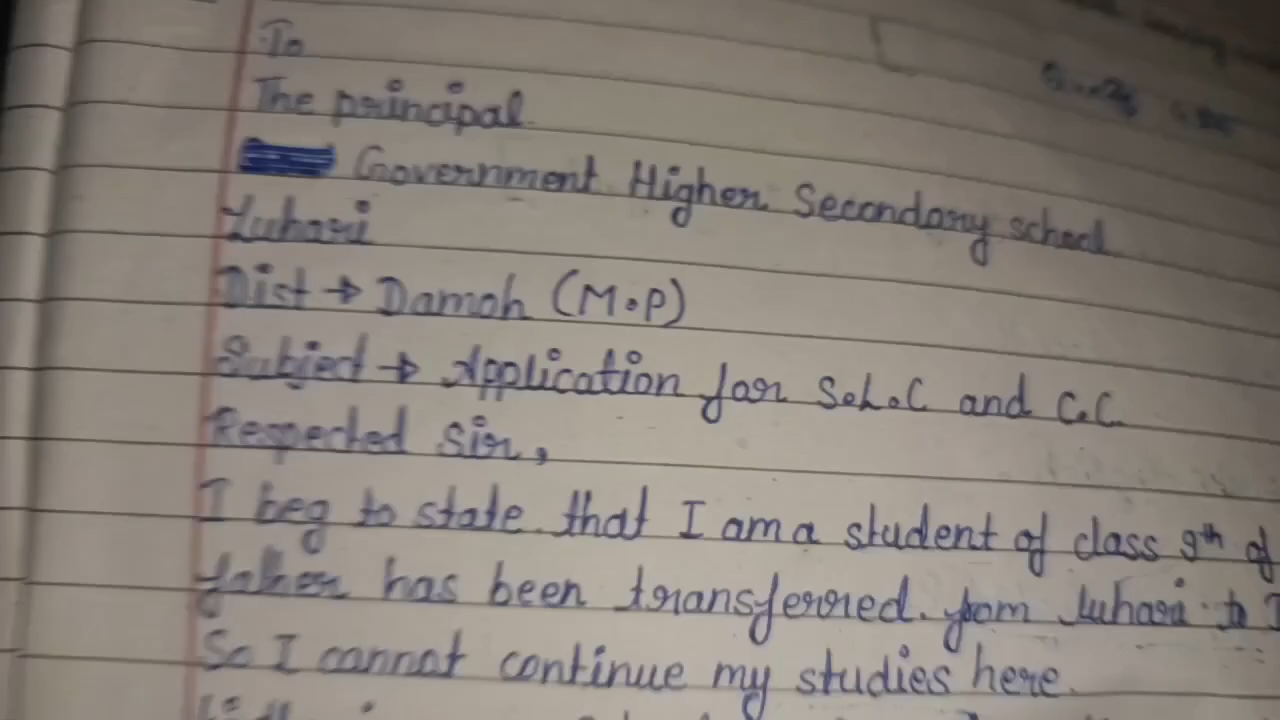 To
The principal
Government Higher Secondary school
Luhari
Dist → Damoh (M.P)
Subject → Application for S.L.C and C.C.
Respected Sir,
I beg to state that I am a student of class 9th of
father has been transferred from Luhari to
So I cannot continue my studies here.